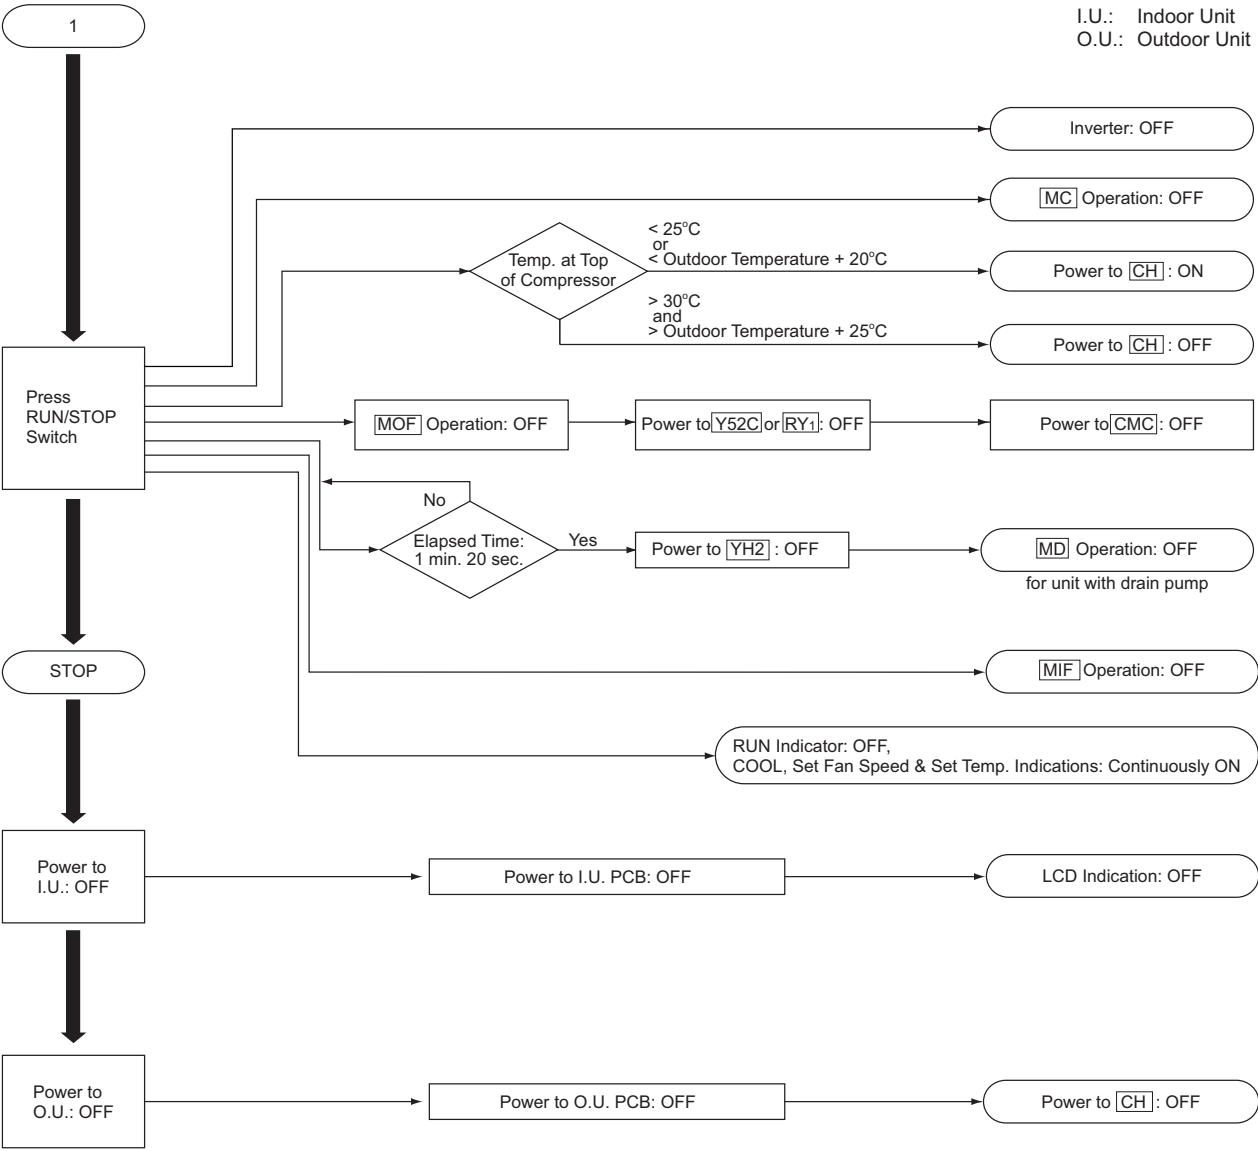 1
I.U.: Indoor Unit
O.U.: Outdoor Unit
Inverter: OFF
MC Operation: OFF
Temp. at Top
of Compressor
< 25°C
or
< Outdoor Temperature + 20°C
Power to CH : ON
> 30°C
and
> Outdoor Temperature + 25°C
Power to CH : OFF
Press
RUN/STOP
Switch
MOF Operation: OFF
Power to Y52C or RY1: OFF
Power to CMC: OFF
No
Elapsed Time:
1 min. 20 sec.
Yes
Power to YH2 : OFF
MD Operation: OFF
for unit with drain pump
STOP
MIF Operation: OFF
RUN Indicator: OFF,
COOL, Set Fan Speed & Set Temp. Indications: Continuously ON
Power to
I.U.: OFF
Power to I.U. PCB: OFF
LCD Indication: OFF
Power to
O.U.: OFF
Power to O.U. PCB: OFF
Power to CH : OFF